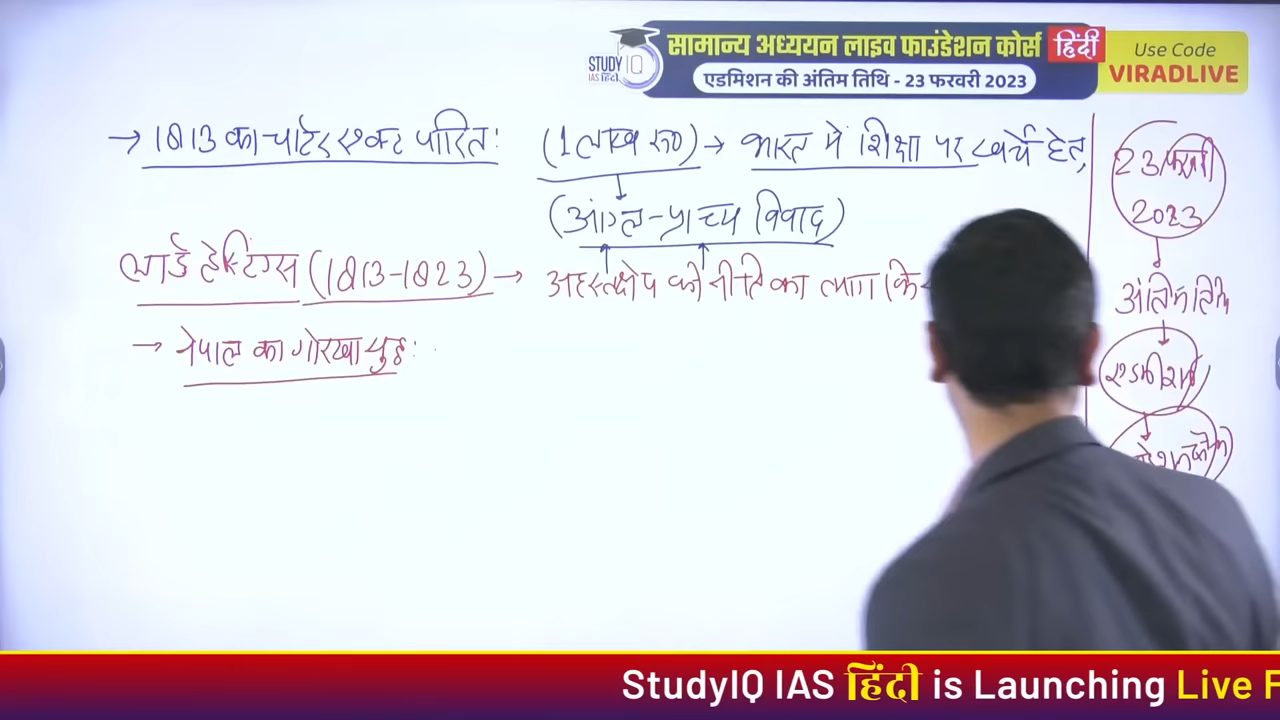 STUDY IQ
IAS हिंदी
सामान्य अध्ययन लाइव फाउंडेशन कोर्स हिंदी
एडमिशन की अंतिम तिथि - 23 फरवरी 2023
Use Code
VIRADLIVE
→ 1813 का चार्टर एक्ट पारित: (1 लाख रु०) → भारत में शिक्षा पर खर्च हेतु,
(आंग्ल-प्राच्य विवाद)
लार्ड हेस्टिंग्स (1813-1823) → अहस्तक्षेप की नीति का त्याग
→ नेपाल का गोरखा युद्ध:
23 फरवरी
2023
अंतिम तिथि
StudyIQ IAS हिंदी is Launching Live F